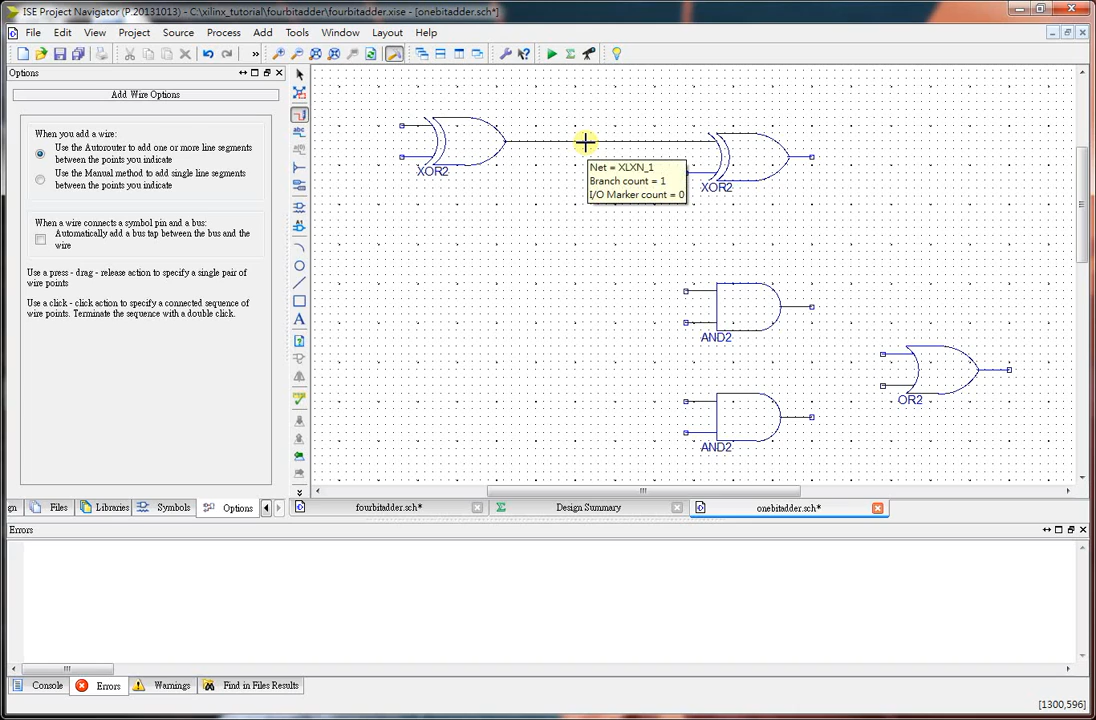 ISE Project Navigator (P.20131013) - C:\xilinx_tutorial\fourbitadder\fourbitadder.xise - [onebitadder.sch*]
File Edit View Project Source Process Add Tools Window Layout Help
Options
Add Wire Options
When you add a wire:
Use the Autorouter to add one or more line segments
between the points you indicate
Use the Manual method to add single line segments
between the points you indicate
When a wire connects a symbol pin and a bus:
Automatically add a bus tap between the bus and the
wire
Use a press - drag - release action to specify a single pair of
wire points
Use a click - click action to specify a connected sequence of
wire points. Terminate the sequence with a double click.
XOR2
Net = XLXN_1
Branch count = 1
I/O Marker count = 0
XOR2
AND2
OR2
AND2
gn Files Libraries Symbols Options
fourbitadder.sch* Design Summary onebitadder.sch*
Errors
Console Errors Warnings Find in Files Results
[1300,596]